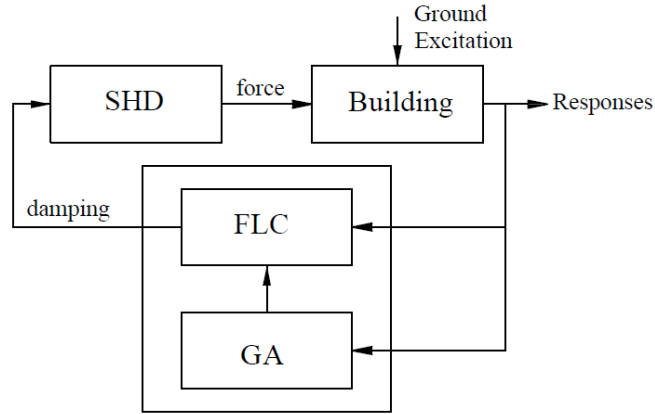 Ground
Excitation
SHD
force
Building
Responses
damping
FLC
GA